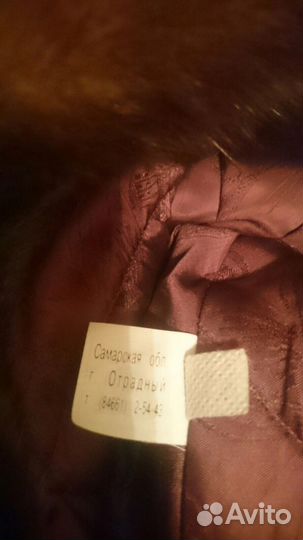 Самарская обл
г Отрадный
т (84661) 2-54-43
Avito